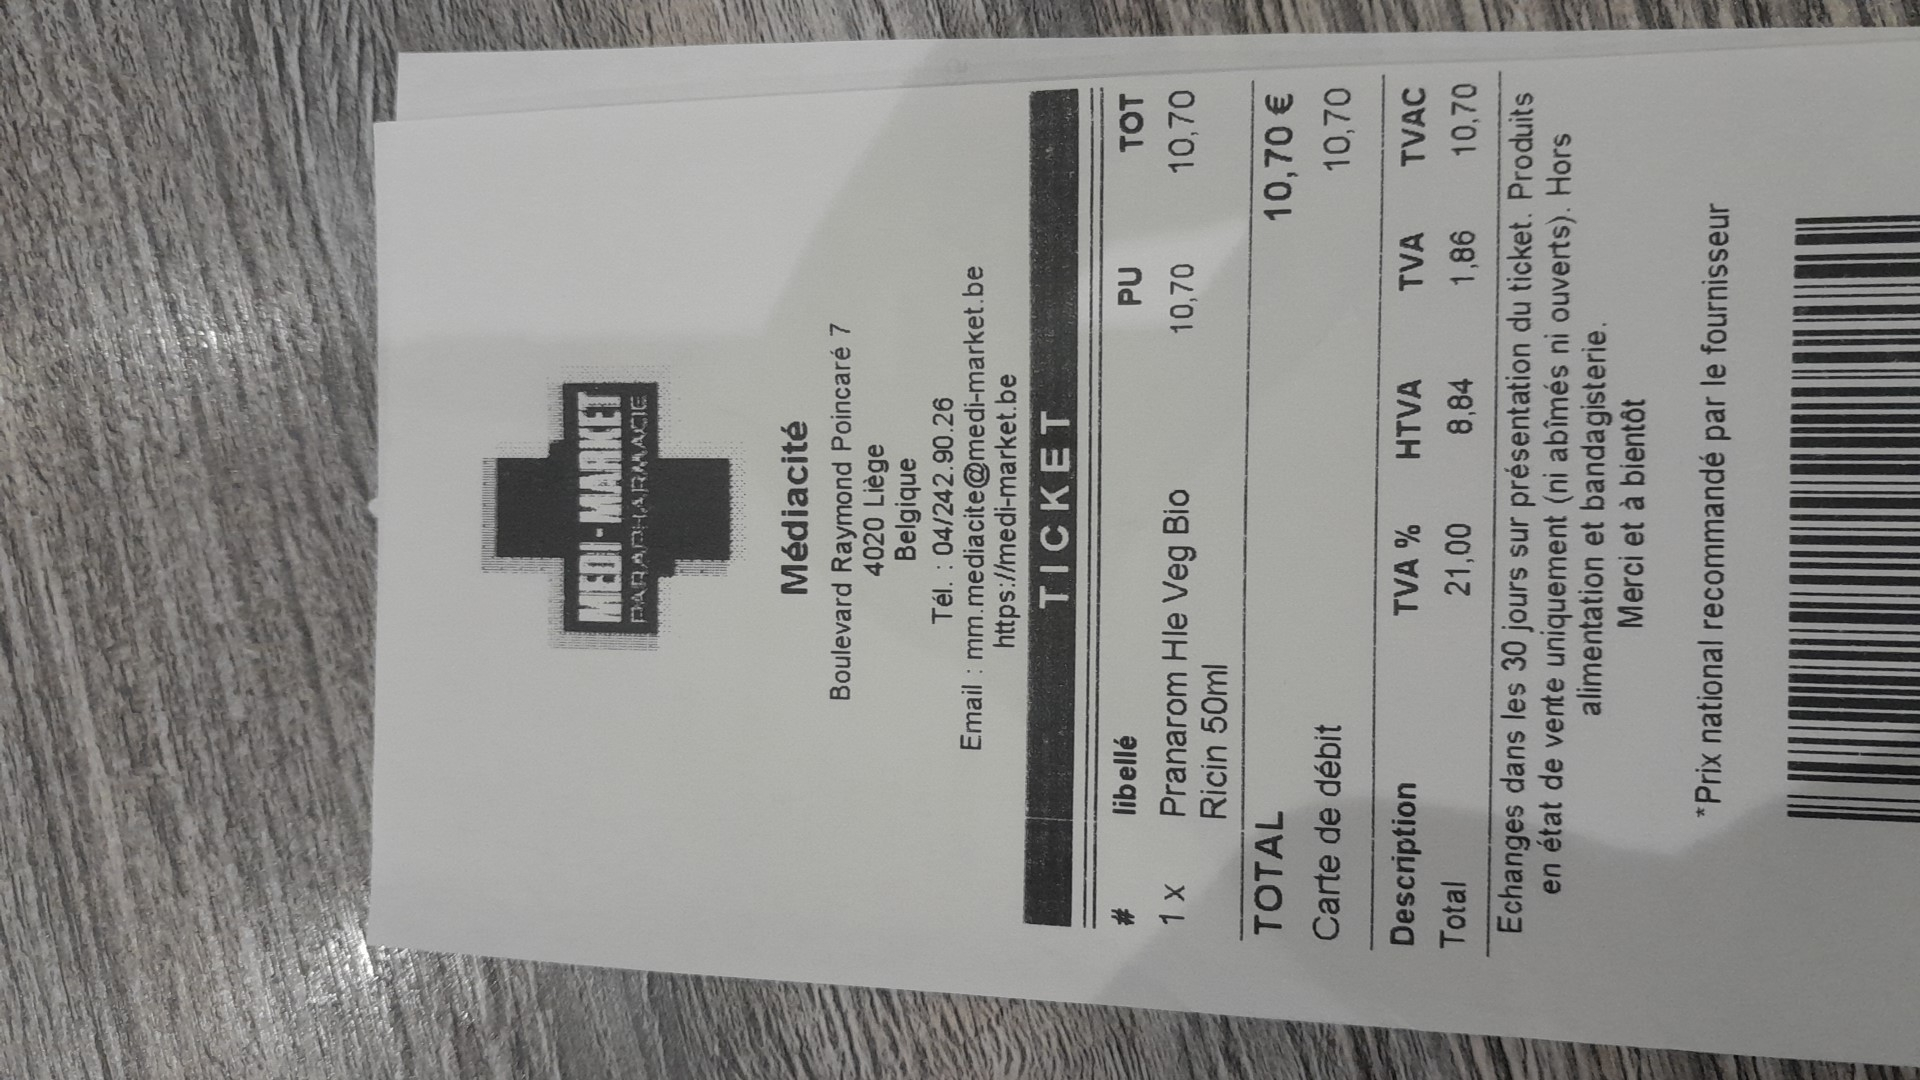 MEDI-MARKET
PARAPHARMACIE
Médiacité
Boulevard Raymond Poincaré 7
4020 Liège
Belgique
Tél. : 04/242.90.26
Email : mm.mediacite@medi-market.be
https://medi-market.be
TICKET
# libellé PU TOT
1 x Pranarom Hle Veg Bio 10,70 10,70
Ricin 50ml
TOTAL 10,70 €
Carte de débit 10,70
Description TVA % HTVA TVA TVAC
Total 21,00 8,84 1,86 10,70
Echanges dans les 30 jours sur présentation du ticket. Produits
en état de vente uniquement (ni abîmés ni ouverts). Hors
alimentation et bandagisterie.
Merci et à bientôt
*Prix national recommandé par le fournisseur